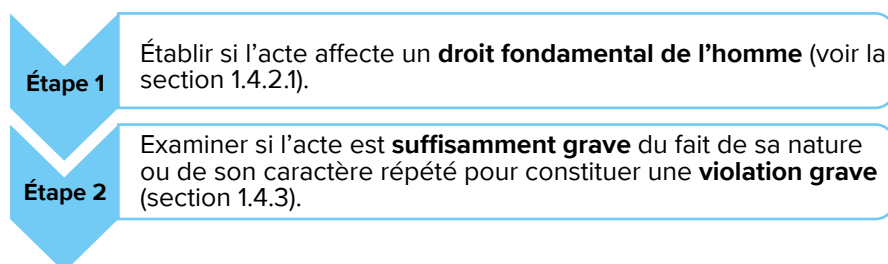 Étape 1
Établir si l’acte affecte un droit fondamental de l’homme (voir la
section 1.4.2.1).
Étape 2
Examiner si l’acte est suffisamment grave du fait de sa nature
ou de son caractère répété pour constituer une violation grave
(section 1.4.3).